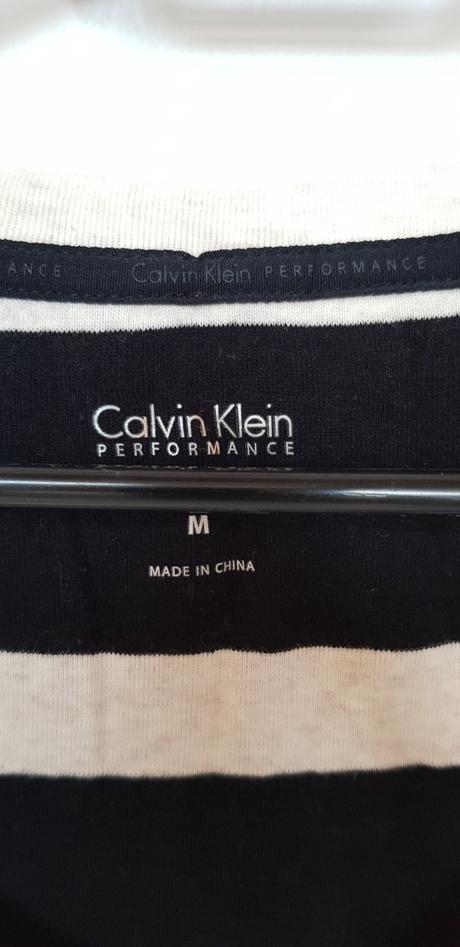 ANCE Calvin Klein PERFORMANCE
Calvin Klein
PERFORMANCE
M
MADE IN CHINA